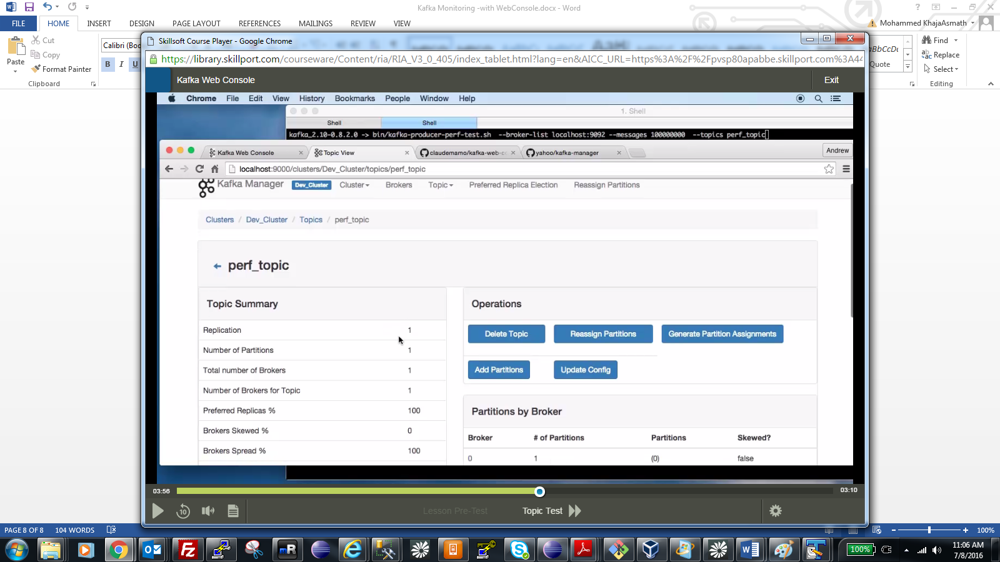 Kafka Monitoring -with WebConsole.docx - Word
FILE HOME INSERT DESIGN PAGE LAYOUT REFERENCES MAILINGS REVIEW VIEW
Mohammed KhajaAsmath
Paste
Cut
Copy
Format Painter
Clipboard
Calibri (Boc
B I U
Find
Replace
Select
Editing
Quote
Skillsoft Course Player - Google Chrome
https://library.skillport.com/courseware/Content/ria/RIA_V3_0_405/index_tablet.html?lang=en&AICC_URL=https%3A%2F%2Fpvsp80apabbe.skillport.com%3A44
Kafka Web Console
Exit
Chrome File Edit View History Bookmarks People Window Help
1. Shell
Shell Shell
kafka_2.10-0.8.2.0 -> bin/kafka-producer-perf-test.sh --broker-list localhost:9092 --messages 100000000 --topics perf_topic
Kafka Web Console
Topic View
claudemamo/kafka-web-co
yahoo/kafka-manager
Andrew
localhost:9000/clusters/Dev_Cluster/topics/perf_topic
Kafka Manager Dev_Cluster Cluster Brokers Topic Preferred Replica Election Reassign Partitions
Clusters / Dev_Cluster / Topics / perf_topic
perf_topic
Topic Summary
Replication 1
Number of Partitions 1
Total number of Brokers 1
Number of Brokers for Topic 1
Preferred Replicas % 100
Brokers Skewed % 0
Brokers Spread % 100
Operations
Delete Topic Reassign Partitions Generate Partition Assignments
Add Partitions Update Config
Partitions by Broker
Broker # of Partitions Partitions Skewed?
0 1 (0) false
03:56
03:10
10
Lesson Pre-Test
Topic Test
PAGE 8 OF 8 104 WORDS
100%
100%
11:06 AM
7/8/2016